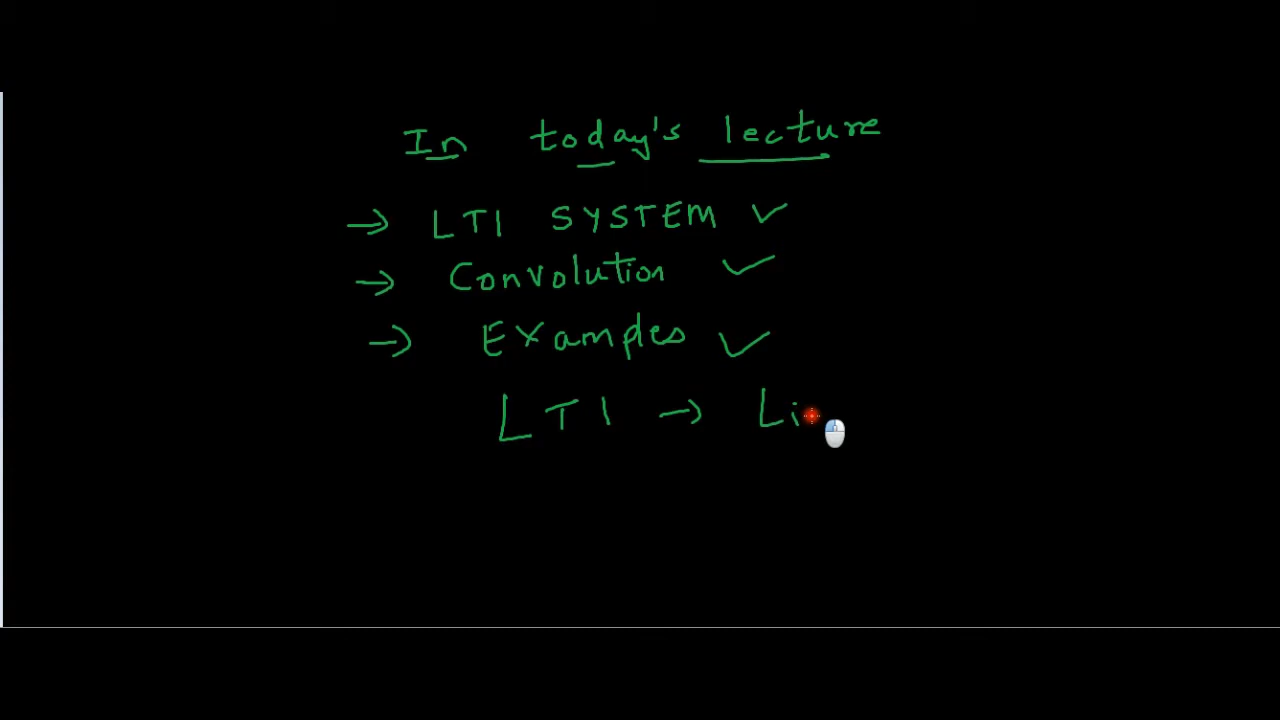 In today's lecture
→ LTI SYSTEM ✓
→ Convolution ✓
→ Examples ✓
LTI → Li